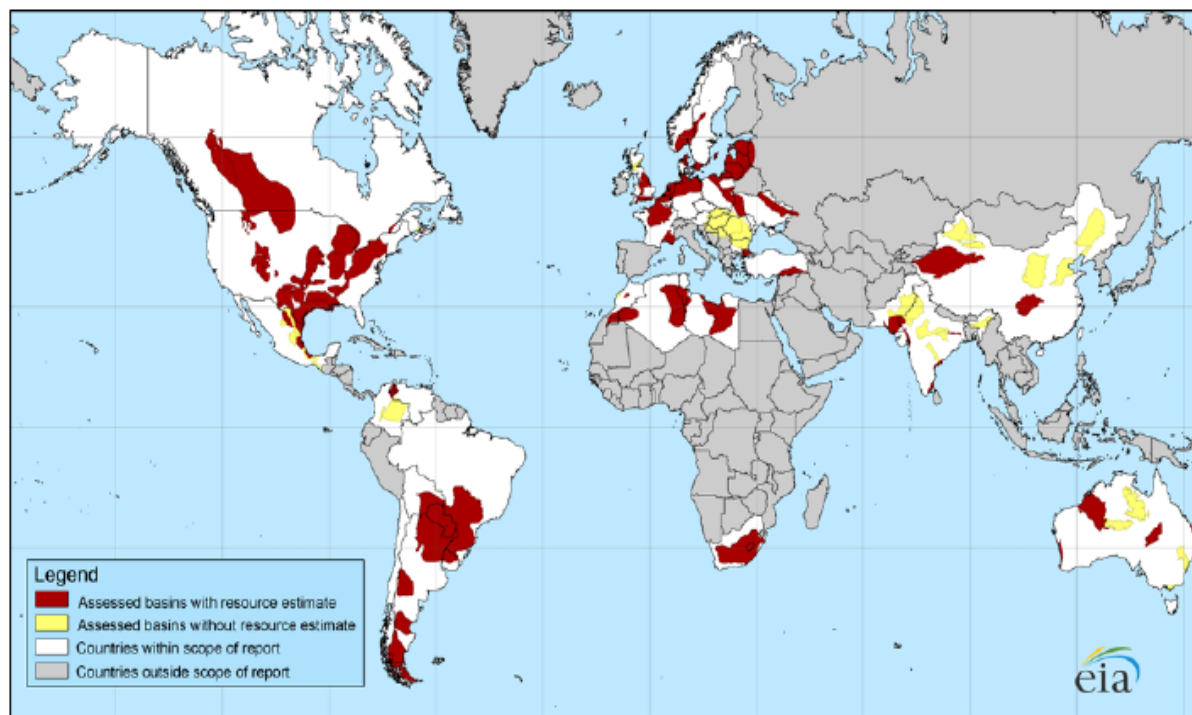 Legend
Assessed basins with resource estimate
Assessed basins without resource estimate
Countries within scope of report
Countries outside scope of report
eia